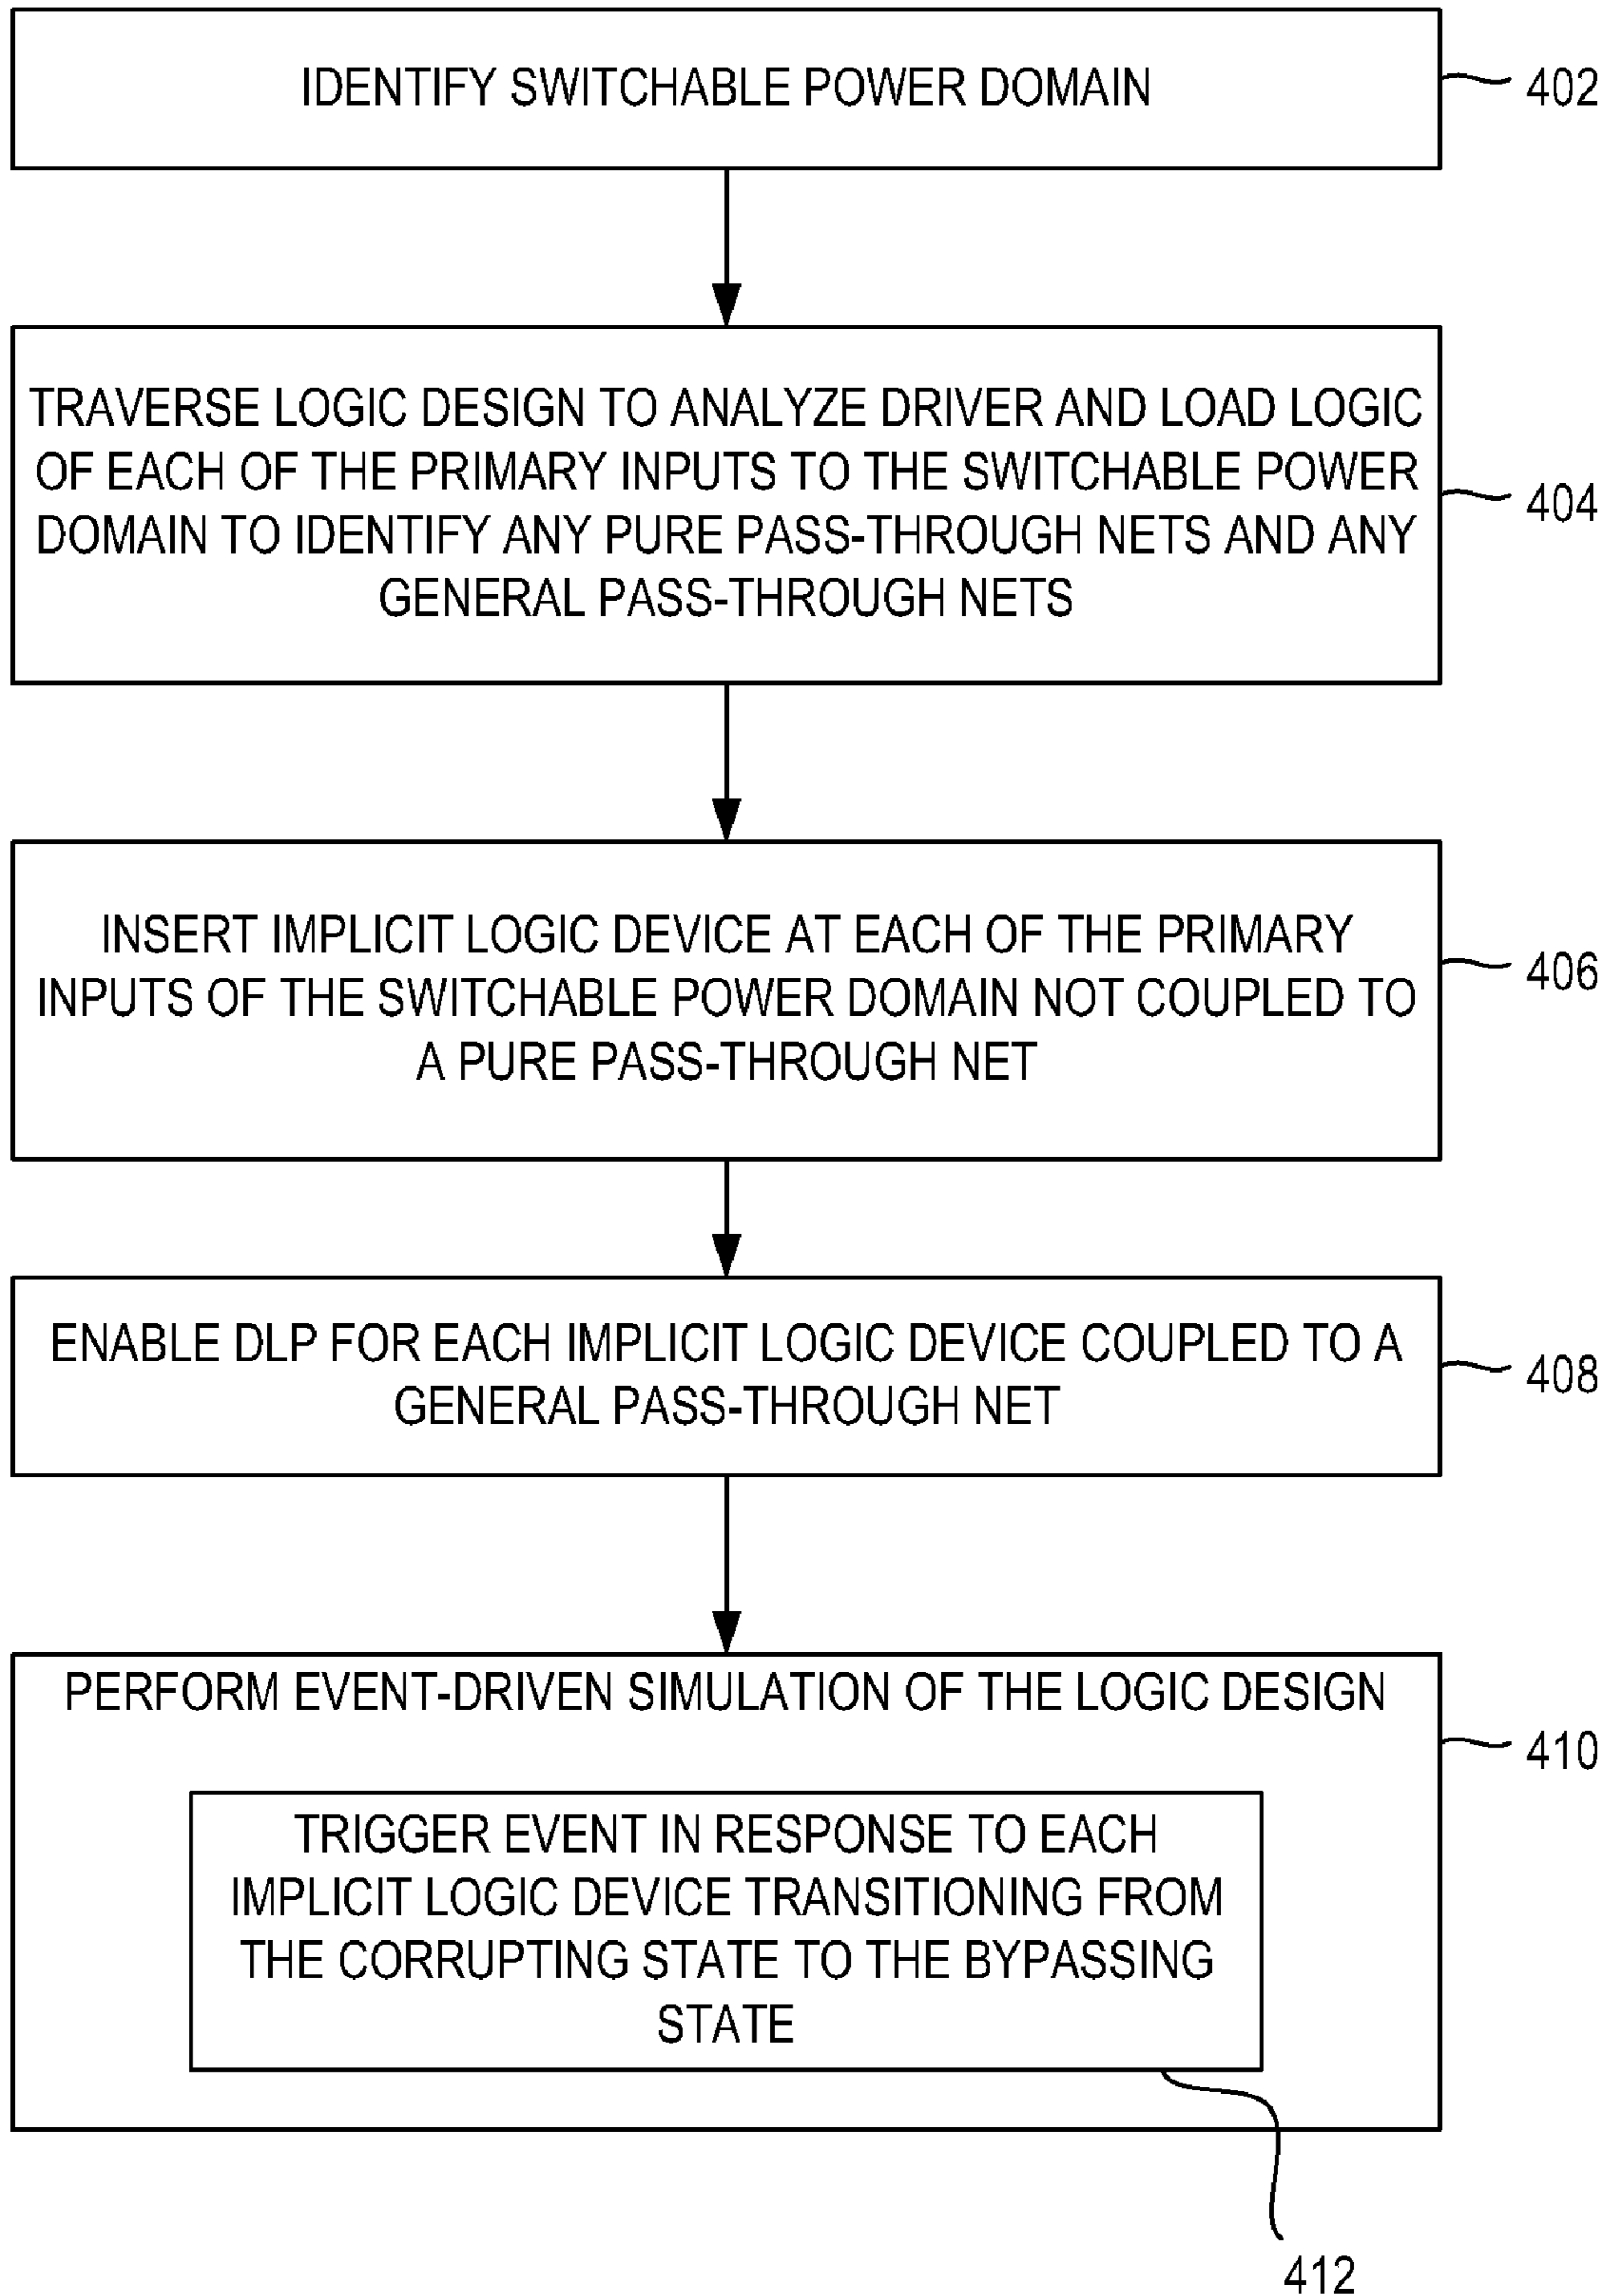 IDENTIFY SWITCHABLE POWER DOMAIN
402
TRAVERSE LOGIC DESIGN TO ANALYZE DRIVER AND LOAD LOGIC
OF EACH OF THE PRIMARY INPUTS TO THE SWITCHABLE POWER
DOMAIN TO IDENTIFY ANY PURE PASS-THROUGH NETS AND ANY
GENERAL PASS-THROUGH NETS
404
INSERT IMPLICIT LOGIC DEVICE AT EACH OF THE PRIMARY
INPUTS OF THE SWITCHABLE POWER DOMAIN NOT COUPLED TO
A PURE PASS-THROUGH NET
406
ENABLE DLP FOR EACH IMPLICIT LOGIC DEVICE COUPLED TO A
GENERAL PASS-THROUGH NET
408
PERFORM EVENT-DRIVEN SIMULATION OF THE LOGIC DESIGN
410
TRIGGER EVENT IN RESPONSE TO EACH
IMPLICIT LOGIC DEVICE TRANSITIONING FROM
THE CORRUPTING STATE TO THE BYPASSING
STATE
412